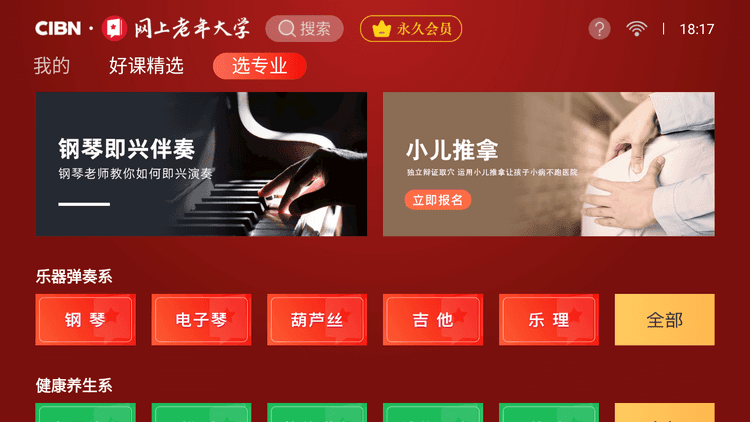 CIBN · 网上老年大学 搜索 永久会员 ? 18:17
我的 好课精选 选专业
钢琴即兴伴奏
钢琴老师教你如何即兴演奏
小儿推拿
独立辩证取穴 运用小儿推拿让孩子小病不跑医院
立即报名
乐器弹奏系
钢琴 电子琴 葫芦丝 吉他 乐理 全部
健康养生系